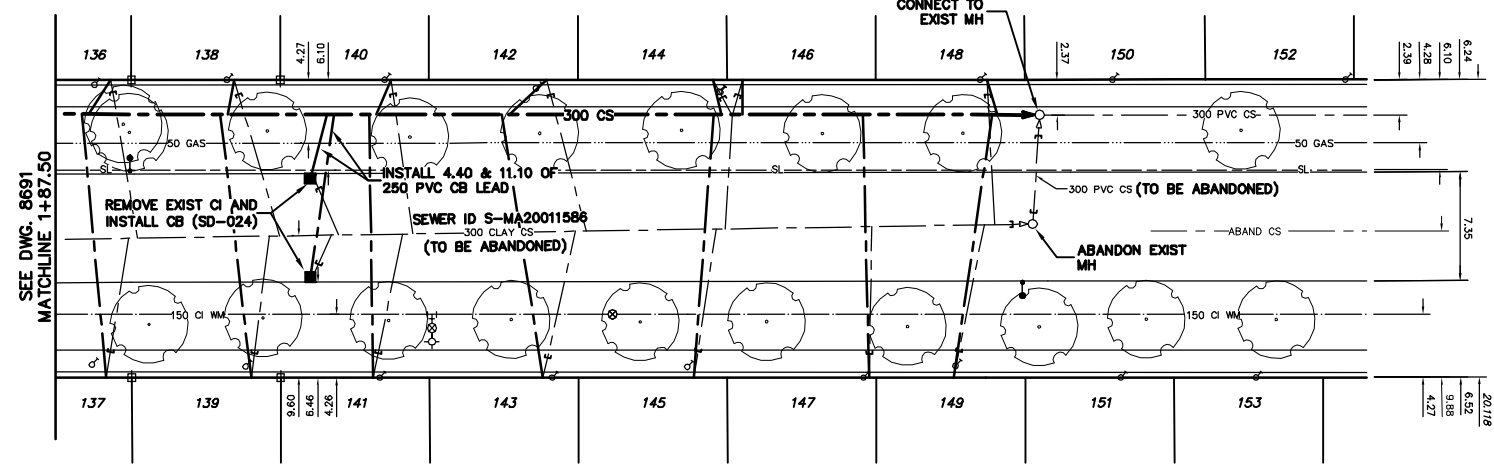 CONNECT TO
EXIST MH
136
138
140
142
144
146
148
150
152
4.27
6.10
2.37
2.39
4.28
6.10
6.24
300 CS
300 PVC CS
50 GAS
50 GAS
SL
SL
INSTALL 4.40 & 11.10 OF
250 PVC CB LEAD
300 PVC CS (TO BE ABANDONED)
REMOVE EXIST CI AND
INSTALL CB (SD-024)
SEWER ID S-MA20011586
300 CLAY CS
(TO BE ABANDONED)
ABAND CS
7.35
ABANDON EXIST
MH
SEE DWG. 8691
MATCHLINE 1+87.50
150 CI WM
150 CI WM
137
139
141
143
145
147
149
151
153
9.60
6.46
4.26
4.27
9.88
6.52
20.118